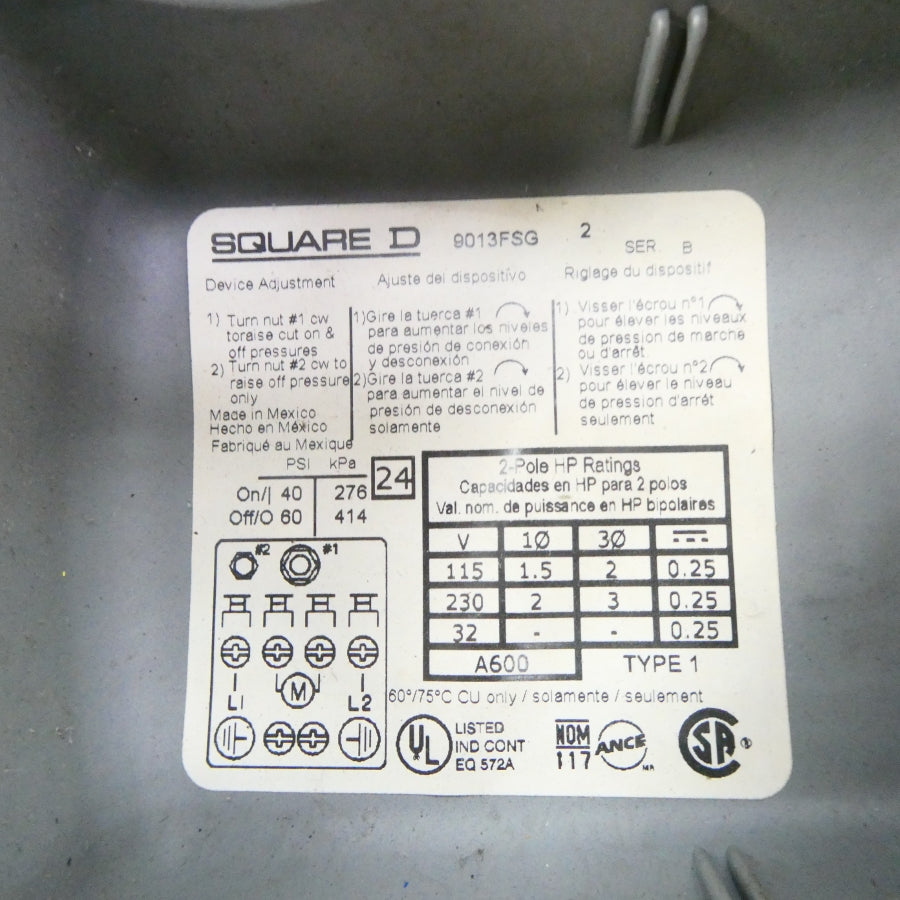 SQUARE D 9013FSG 2 SER B
Device Adjustment
1) Turn nut #1 cw
toraise cut on &
off pressures
2) Turn nut #2 cw to
raise off pressure
only
Made in Mexico
Hecho en México
Fabriqué au Mexique
Ajuste del dispositivo
1)Gire la tuerca #1
para aumentar los niveles
de presión de conexión
y desconexión
2)Gire la tuerca #2
para aumentar el nivel de
presión de desconexión
solamente
Riglage du dispositif
1) Visser l'écrou n°1
pour élever les niveaux
de pression de marche
ou d'arrêt
2) Visser l'écrou n°2
pour élever le niveau
de pression d'arrêt
seulement
PSI kPa 24
On/| 40 276
Off/O 60 414
#2 #1
M
L1 L2
2-Pole HP Ratings
Capacidades en HP para 2 polos
Val. nom. de puissance en HP bipolaires
V 1Ø 3Ø
115 1.5 2 0.25
230 2 3 0.25
32 - - 0.25
A600 TYPE 1
60°/75°C CU only / solamente / seulement
UL LISTED
IND CONT
EQ 572A
NOM
117
ANCE
MR
SA ®